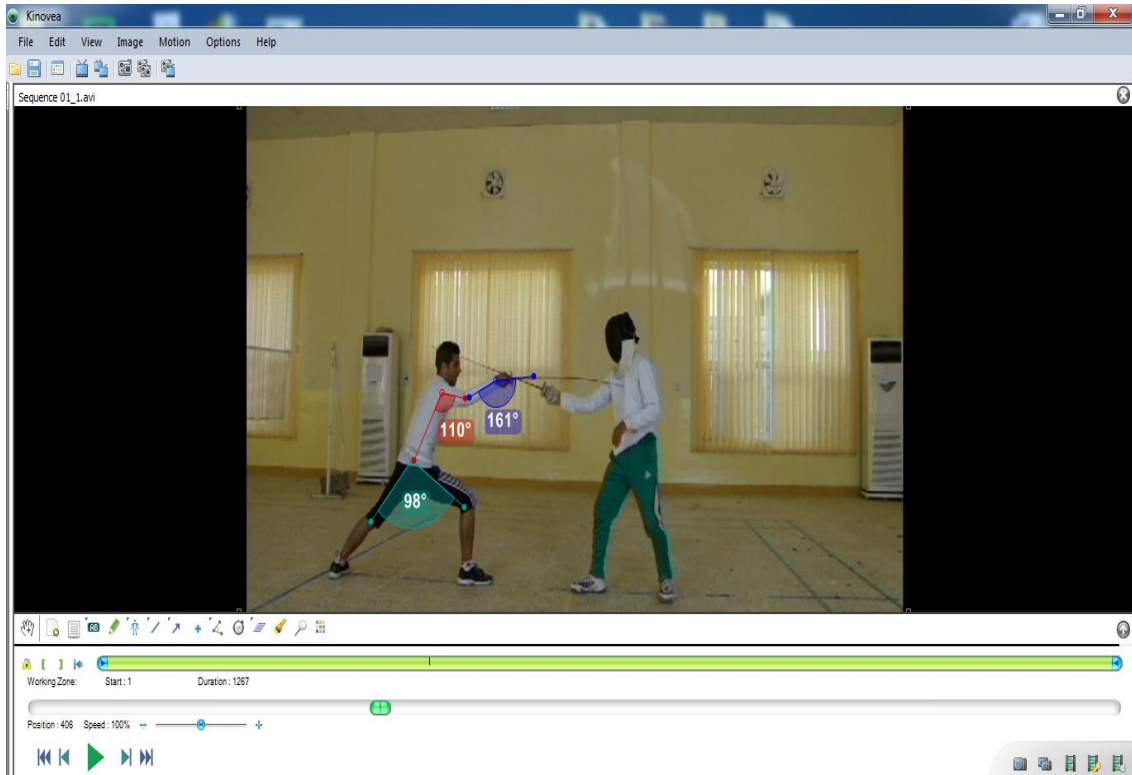 Kinovea
File Edit View Image Motion Options Help
Sequence 01_1.avi
110°
161°
98°
Working Zone: Start : 1 Duration : 1267
Position : 406 Speed : 100%